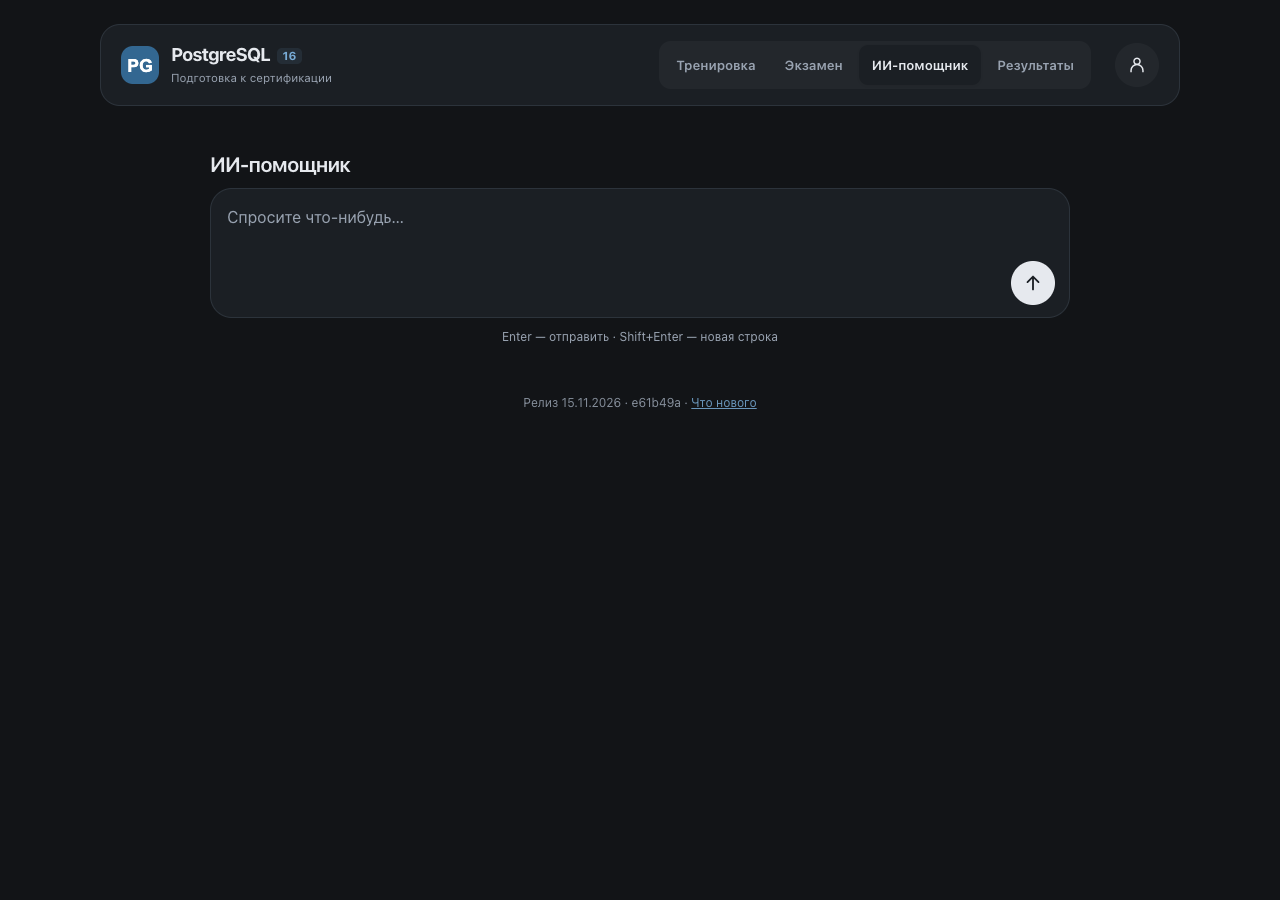 PG
PostgreSQL 16
Подготовка к сертификации
Тренировка
Экзамен
ИИ-помощник
Результаты
ИИ-помощник
Спросите что-нибудь...
Enter — отправить · Shift+Enter — новая строка
Релиз 15.11.2026 · e61b49a · Что нового